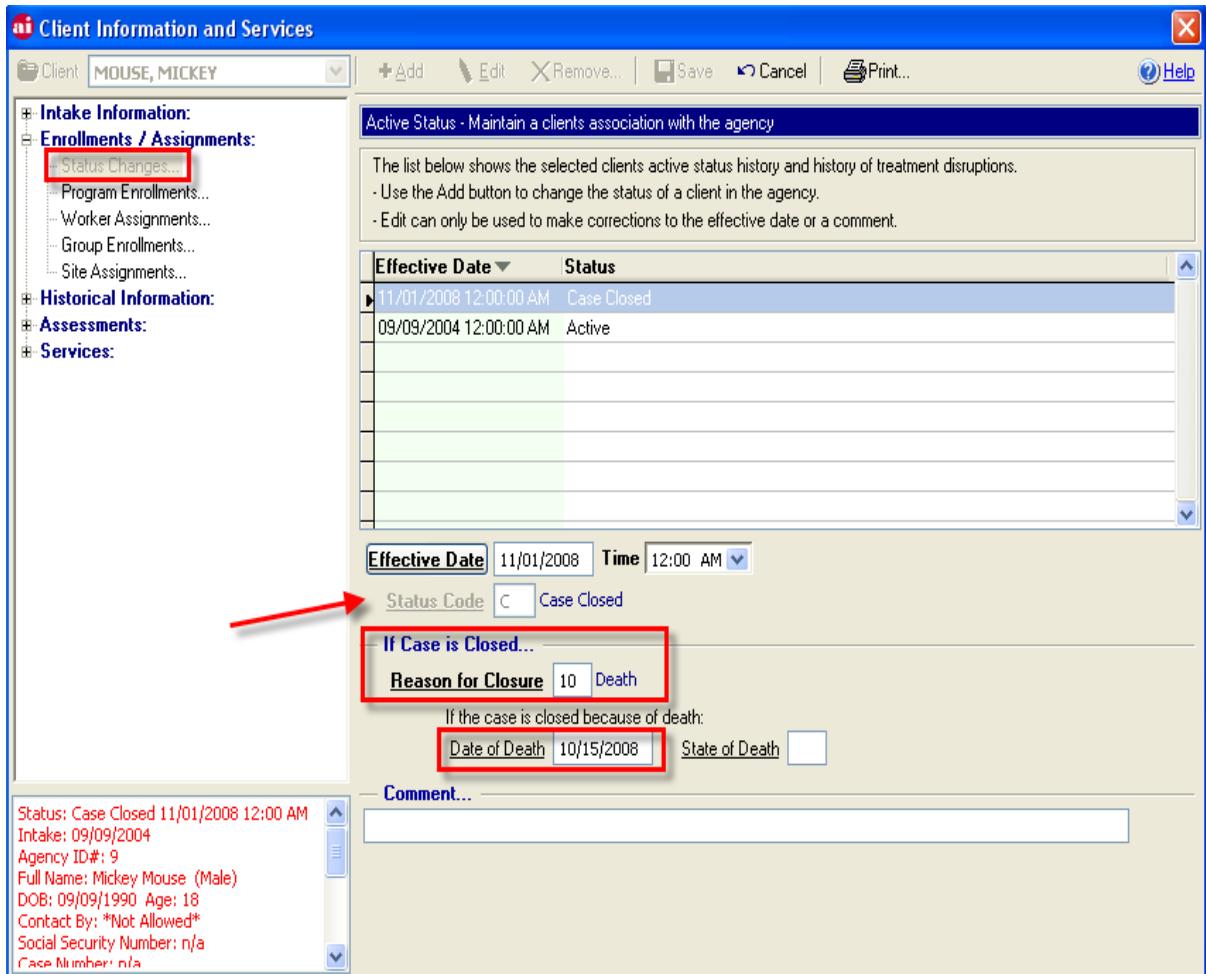 ai Client Information and Services
Client MOUSE, MICKEY Add Edit Remove... Save Cancel Print... Help
Intake Information:
Enrollments / Assignments:
Status Changes...
Program Enrollments...
Worker Assignments...
Group Enrollments...
Site Assignments...
Historical Information:
Assessments:
Services:
Active Status - Maintain a clients association with the agency
The list below shows the selected clients active status history and history of treatment disruptions.
- Use the Add button to change the status of a client in the agency.
- Edit can only be used to make corrections to the effective date or a comment.
Effective Date Status
11/01/2008 12:00:00 AM Case Closed
09/09/2004 12:00:00 AM Active
Effective Date 11/01/2008 Time 12:00 AM
Status Code C Case Closed
If Case is Closed...
Reason for Closure 10 Death
If the case is closed because of death:
Date of Death 10/15/2008 State of Death
Comment...
Status: Case Closed 11/01/2008 12:00 AM
Intake: 09/09/2004
Agency ID#: 9
Full Name: Mickey Mouse (Male)
DOB: 09/09/1990 Age: 18
Contact By: *Not Allowed*
Social Security Number: n/a
Case Number: n/a